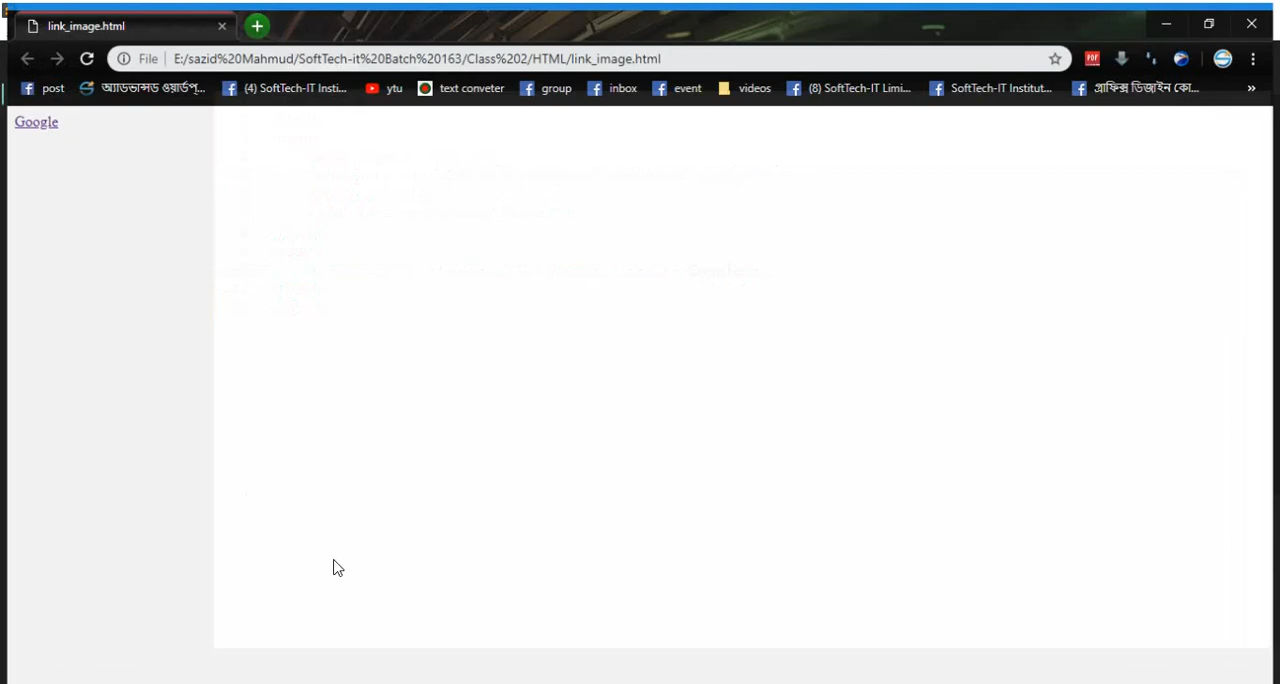 link_image.html
File E:/sazid%20Mahmud/SoftTech-it%20Batch%20163/Class%202/HTML/link_image.html
PDF
post অ্যাডভান্সড ওয়ার্ডপ্... (4) SoftTech-IT Insti... ytu text conveter group inbox event videos (8) SoftTech-IT Limi... SoftTech-IT Institut... গ্রাফিক্স ডিজাইন কো... »
Google